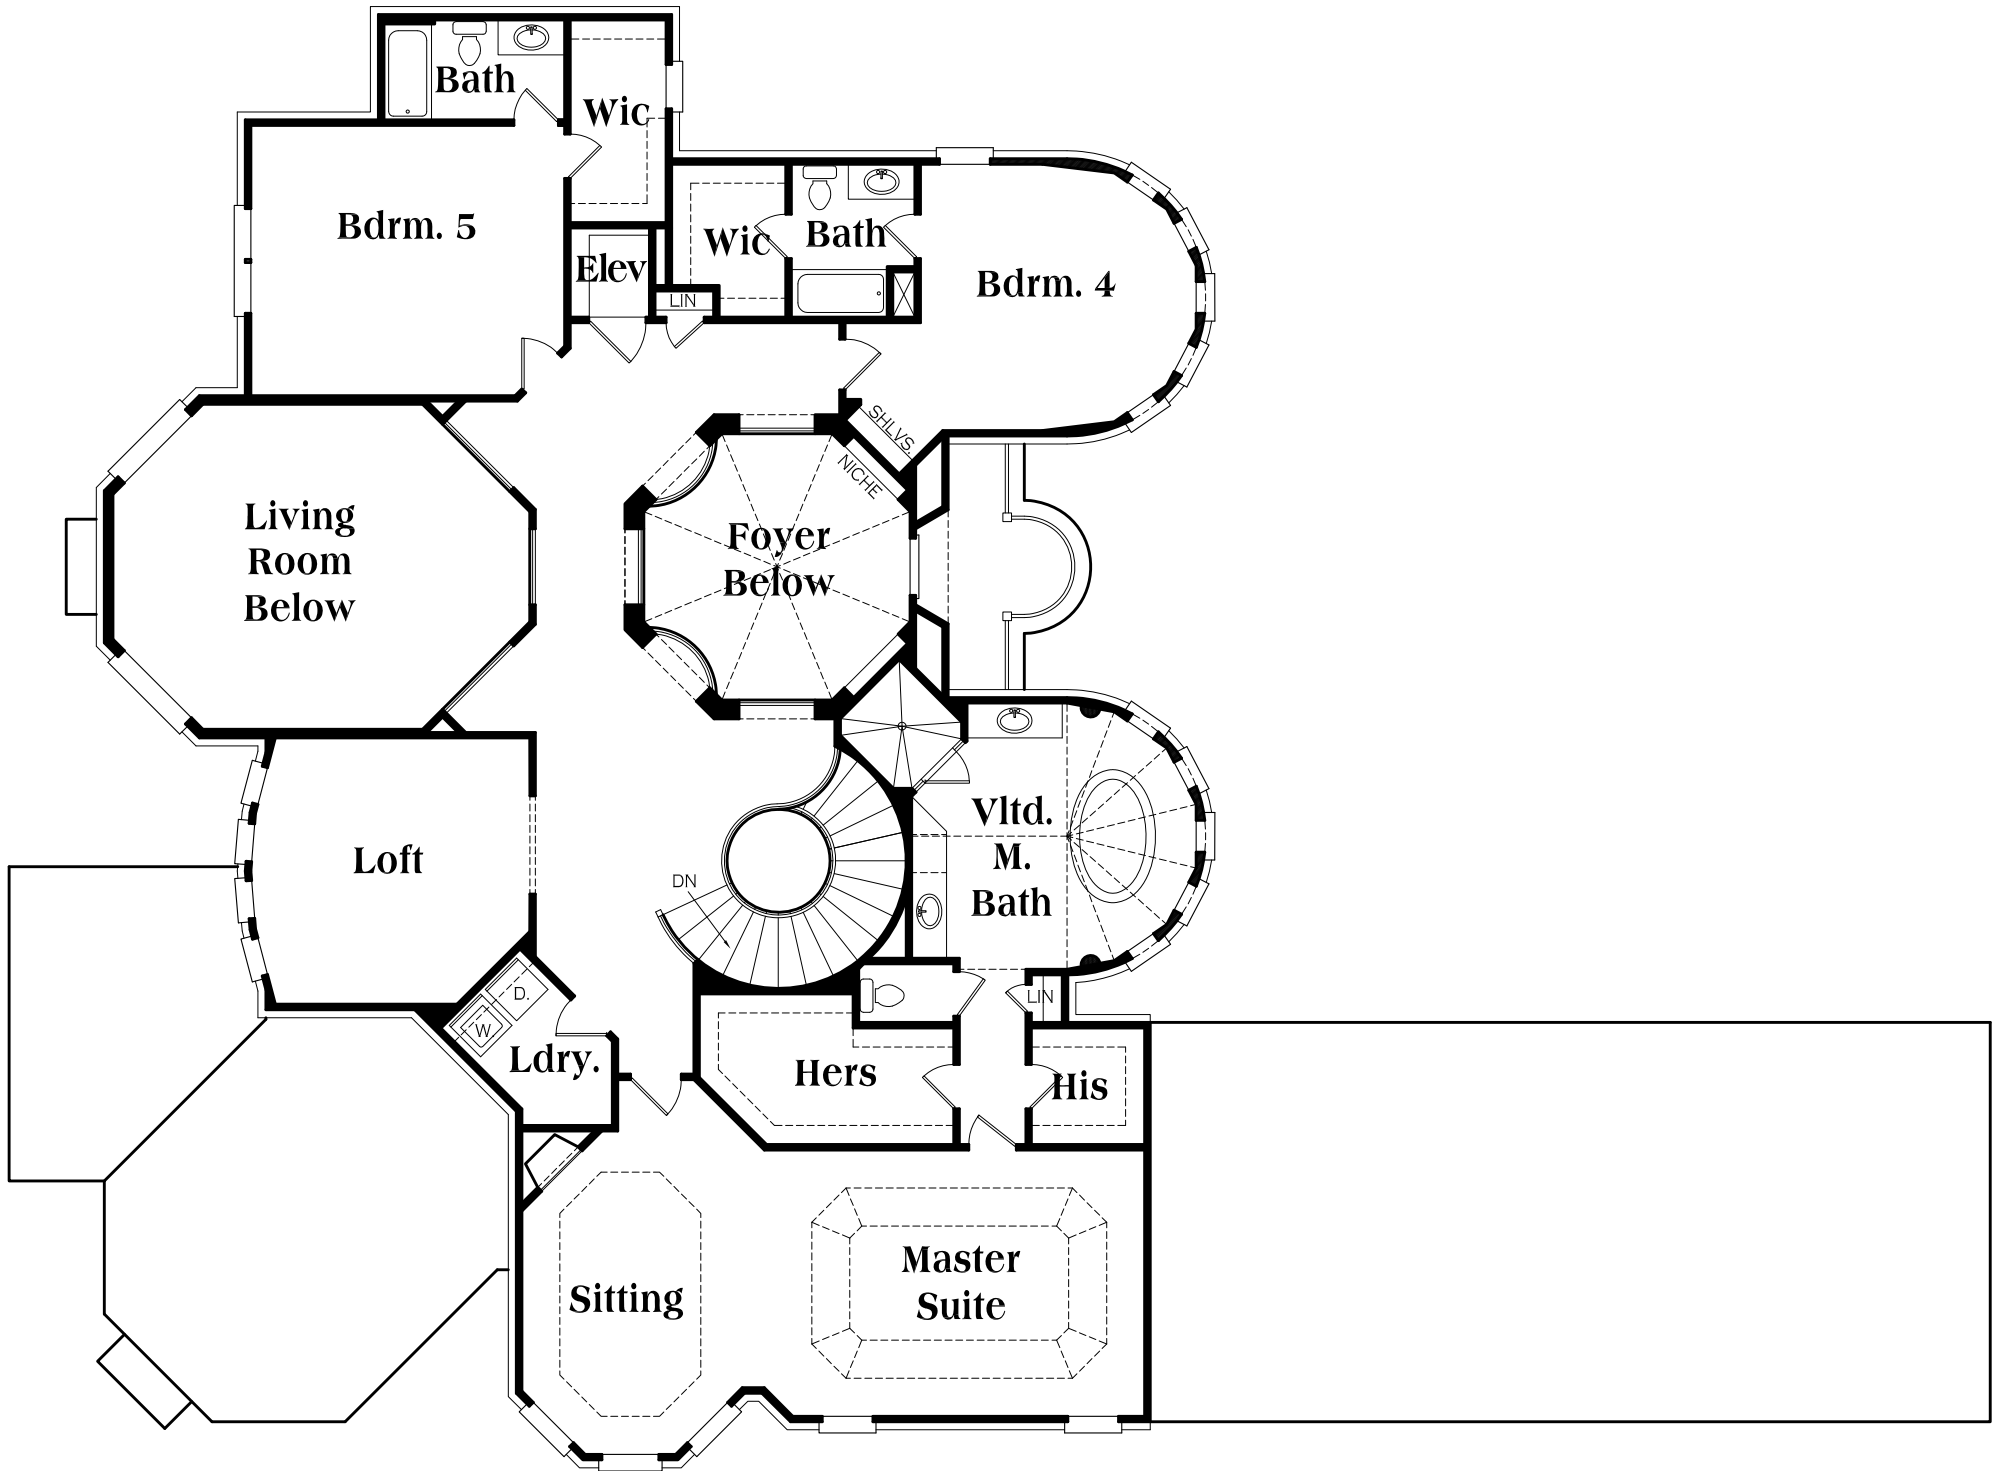 Bath
Wic
Bdrm. 5
Wic
Bath
Elev
LIN
Bdrm. 4
SHLVS.
NICHE
Living
Room
Below
Foyer
Below
Loft
DN
Vltd.
M.
Bath
D.
W
Ldry.
LIN
Hers
His
Sitting
Master
Suite